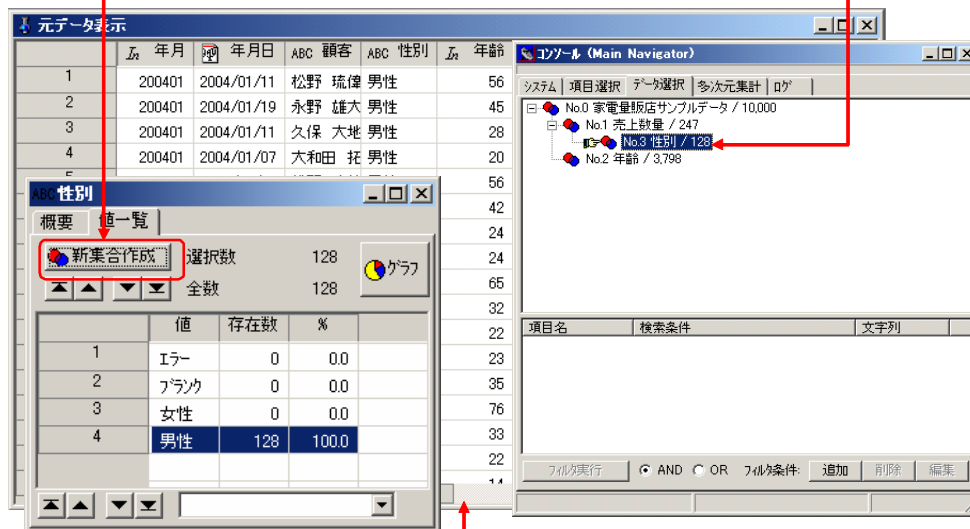 元データ表示
年月 年月日 ABC 顧客 ABC 性別 年齢
1 200401 2004/01/11 松野 琉偉 男性 56
2 200401 2004/01/19 永野 雄大 男性 45
3 200401 2004/01/11 久保 大地 男性 28
4 200401 2004/01/07 大和田 拓 男性 20
56
42
24
24
65
32
22
23
35
76
33
22
ABC 性別
概要 値一覧
新集合作成 選択数 128 グラフ
全数 128
値 存在数 %
1 エラー 0 0.0
2 ブランク 0 0.0
3 女性 0 0.0
4 男性 128 100.0
コンソール (Main Navigator)
システム 項目選択 データ選択 多次元集計 ログ
No.0 家電量販店サンプルデータ / 10,000
No.1 売上数量 / 247
No.3 性別 / 128
No.2 年齢 / 3,798
項目名 検索条件 文字列
フィルタ実行 AND OR フィルタ条件: 追加 削除 編集